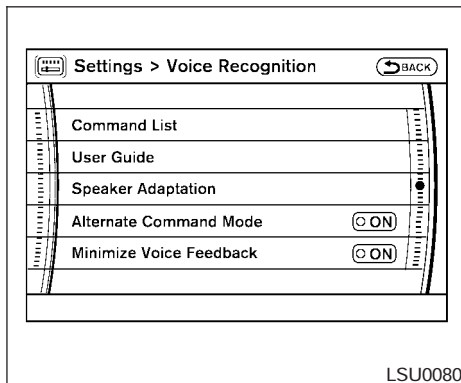 Settings > Voice Recognition
BACK
Command List
User Guide
Speaker Adaptation
Alternate Command Mode ON
Minimize Voice Feedback ON
LSU0080